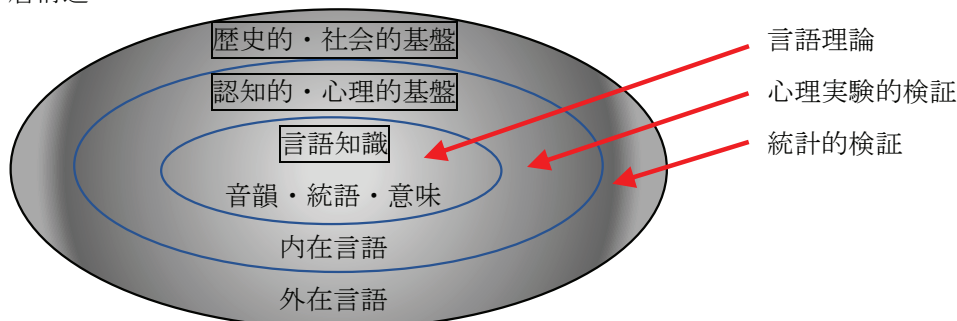 歴史的・社会的基盤
認知的・心理的基盤
言語知識
音韻・統語・意味
内在言語
外在言語
言語理論
心理実験的検証
統計的検証